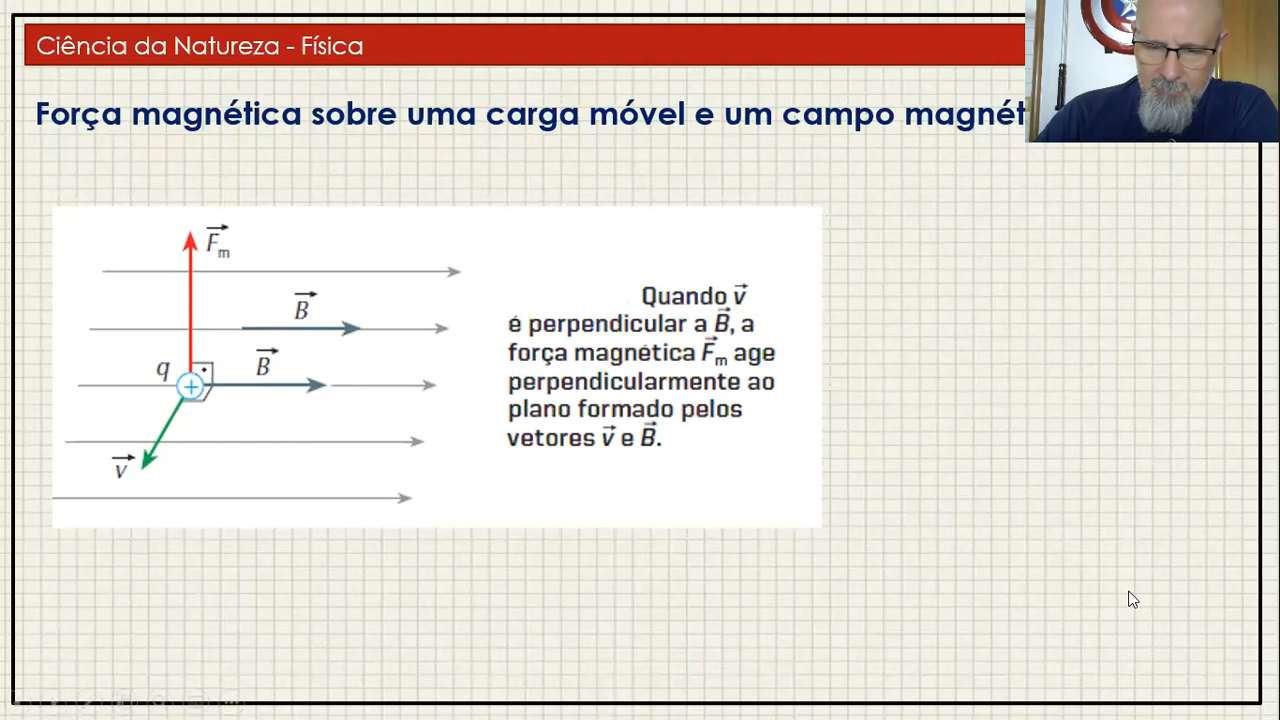 Ciência da Natureza - Física
Força magnética sobre uma carga móvel e um campo
F⃗m
B⃗
q
B⃗
+
v⃗
Quando v⃗
é perpendicular a B⃗, a
força magnética F⃗m age
perpendicularmente ao
plano formado pelos
vetores v⃗ e B⃗.